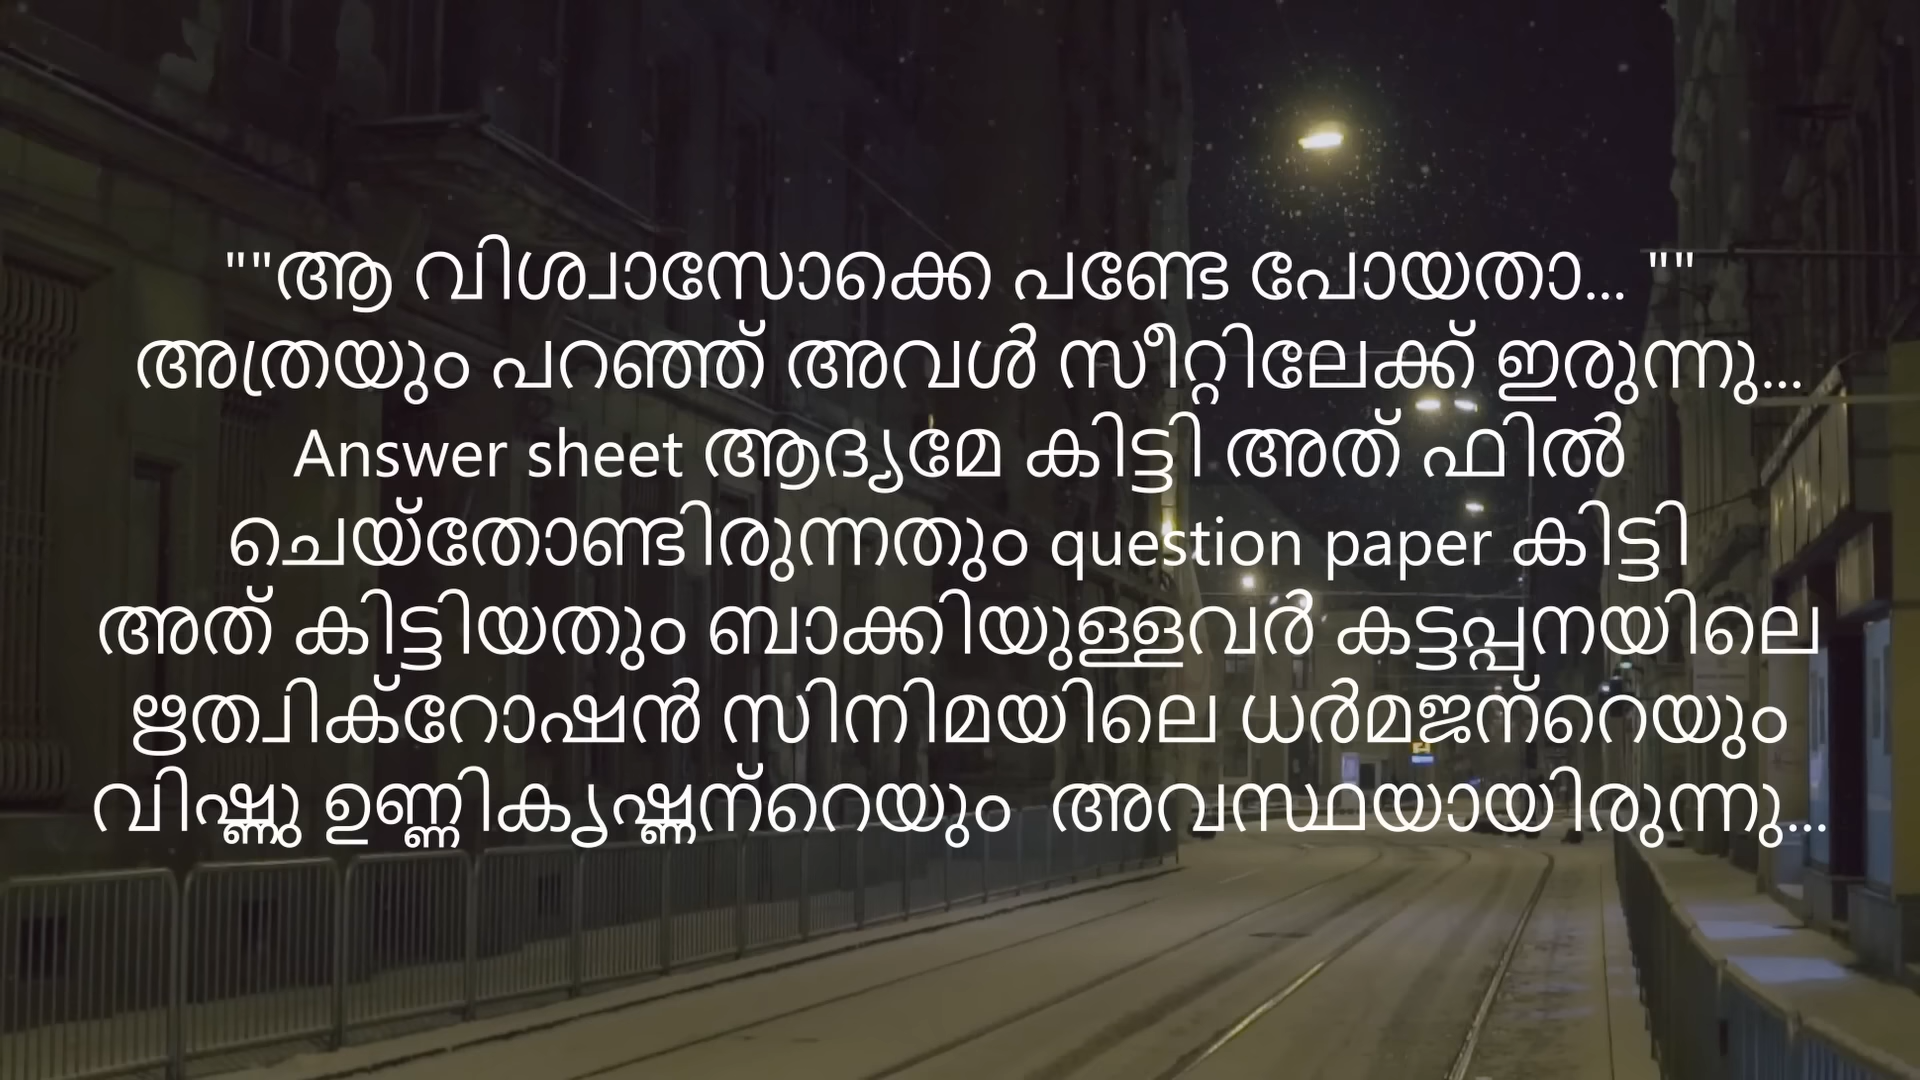 ""ആ വിശ്വാസോക്കെ പണ്ടേ പോയതാ... ""
അത്രയും പറഞ്ഞ് അവൾ സീറ്റിലേക്ക് ഇരുന്നു...
Answer sheet ആദ്യമേ കിട്ടി അത് ഫിൽ
ചെയ്തോണ്ടിരുന്നതും question paper കിട്ടി
അത് കിട്ടിയതും ബാക്കിയുള്ളവർ കട്ടപ്പനയിലെ
ഋത്വിക്റോഷൻ സിനിമയിലെ ധർമജന്റെയും
വിഷ്ണു ഉണ്ണികൃഷ്ണന്റെയും  അവസ്ഥയായിരുന്നു...